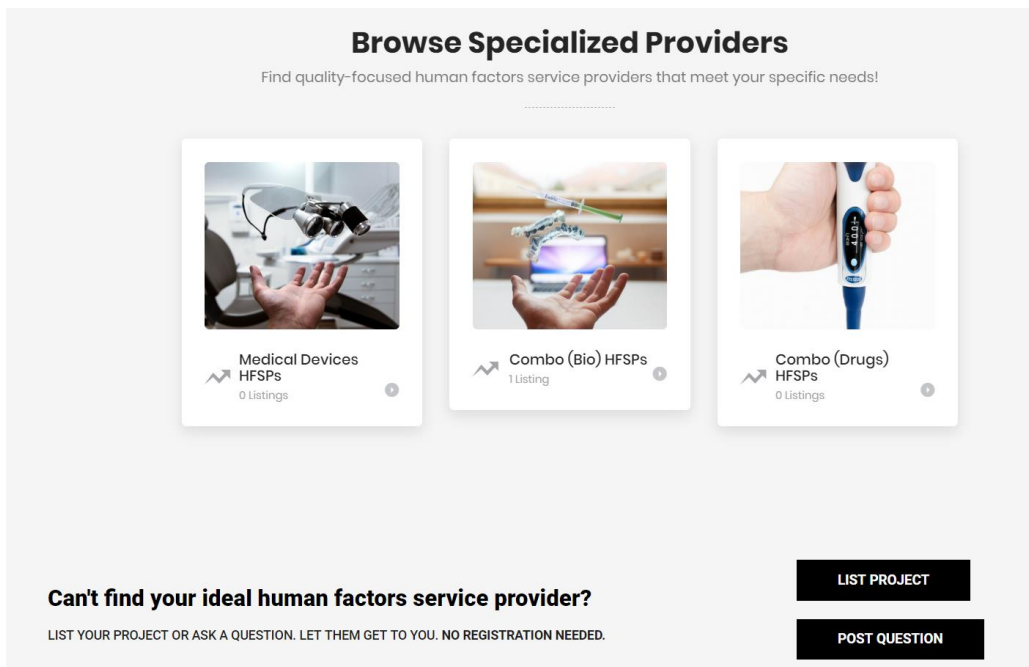 Browse Specialized Providers
Find quality-focused human factors service providers that meet your specific needs!
Medical Devices
HFSPs
0 Listings
Combo (Bio) HFSPs
1 Listing
Combo (Drugs)
HFSPs
0 Listings
Can't find your ideal human factors service provider?
LIST YOUR PROJECT OR ASK A QUESTION. LET THEM GET TO YOU. NO REGISTRATION NEEDED.
LIST PROJECT
POST QUESTION